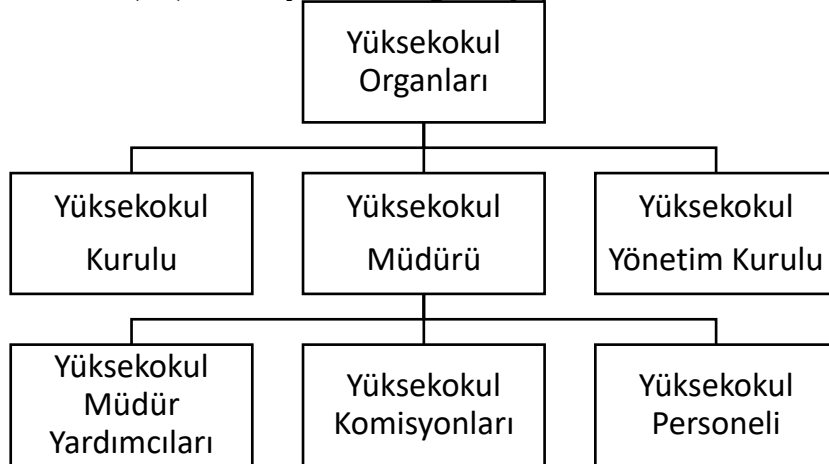 Yüksekokul
Organları
Yüksekokul
Kurulu
Yüksekokul
Müdürü
Yüksekokul
Yönetim Kurulu
Yüksekokul
Müdür
Yardımcıları
Yüksekokul
Komisyonları
Yüksekokul
Personeli